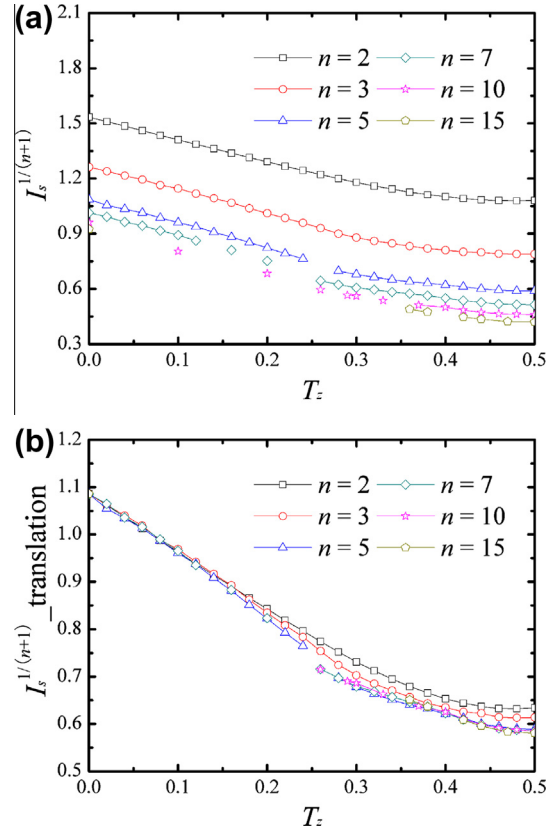 (a)
2.1
1.8
1.5
1.2
0.9
0.6
0.3
I_s^{1/(n+1)}
n = 2
n = 3
n = 5
n = 7
n = 10
n = 15
0.0 0.1 0.2 0.3 0.4 0.5
T_z
(b)
1.2
1.1
1.0
0.9
0.8
0.7
0.6
0.5
I_s^{1/(n+1)}_translation
n = 2
n = 3
n = 5
n = 7
n = 10
n = 15
0.0 0.1 0.2 0.3 0.4 0.5
T_z